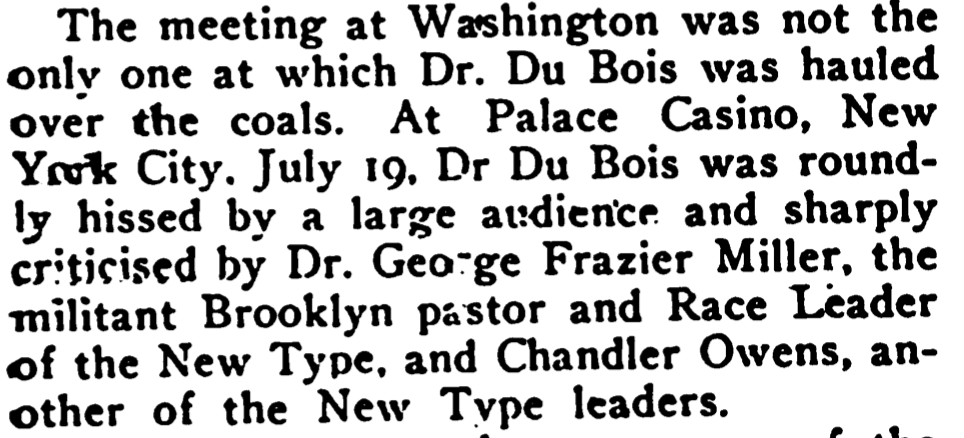 The meeting at Washington was not the
only one at which Dr. Du Bois was hauled
over the coals. At Palace Casino, New
York City, July 19, Dr Du Bois was round-
ly hissed by a large audience and sharply
criticised by Dr. George Frazier Miller, the
militant Brooklyn pastor and Race Leader
of the New Type, and Chandler Owens, an-
other of the New Type leaders.
of the